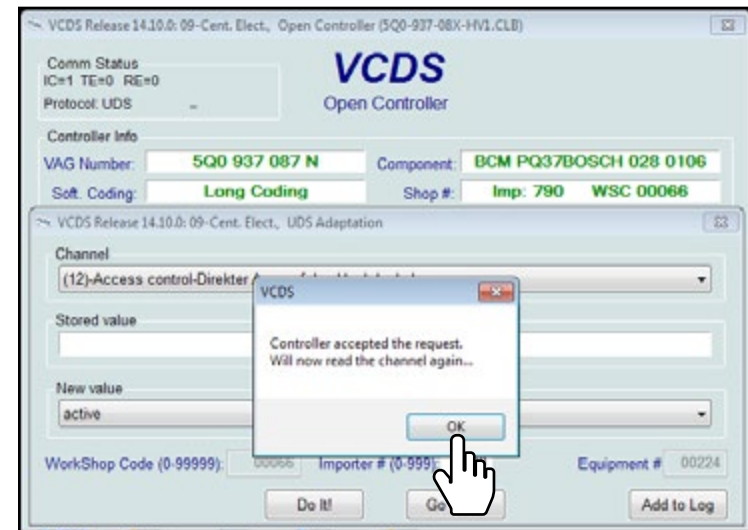 VCDS Release 14.10.0: 09-Cent. Elect., Open Controller (5Q0-937-08X-HV1.CLB)
Comm Status
IC=1 TE=0 RE=0
Protocol: UDS
VCDS
Open Controller
Controller Info
VAG Number: 5Q0 937 087 N Component: BCM PQ37BOSCH 028 0106
Soft. Coding: Long Coding Shop #: Imp: 790 WSC 00066
VCDS Release 14.10.0: 09-Cent. Elect., UDS Adaptation
Channel
(12)-Access control-Direkter
VCDS
Stored value
Controller accepted the request.
Will now read the channel again...
New value
active
OK
WorkShop Code (0-99999): 00066 Importer # (0-999): Equipment # 00224
Do It! Go Add to Log